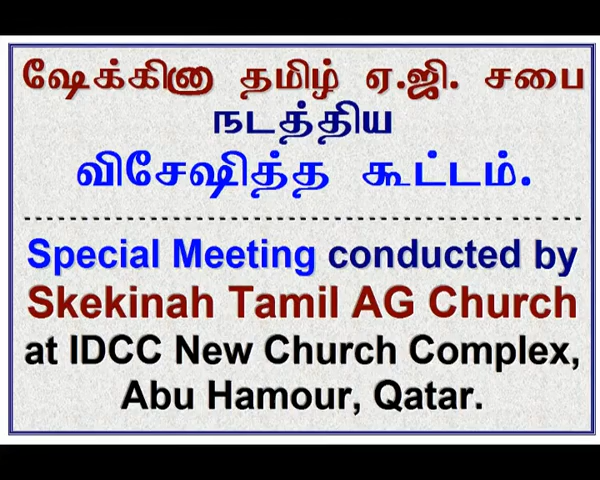 ஷேக்கினா தமிழ் ஏ.ஜி. சபை
நடத்திய
விசேஷித்த கூட்டம்.
Special Meeting conducted by
Skekinah Tamil AG Church
at IDCC New Church Complex,
Abu Hamour, Qatar.